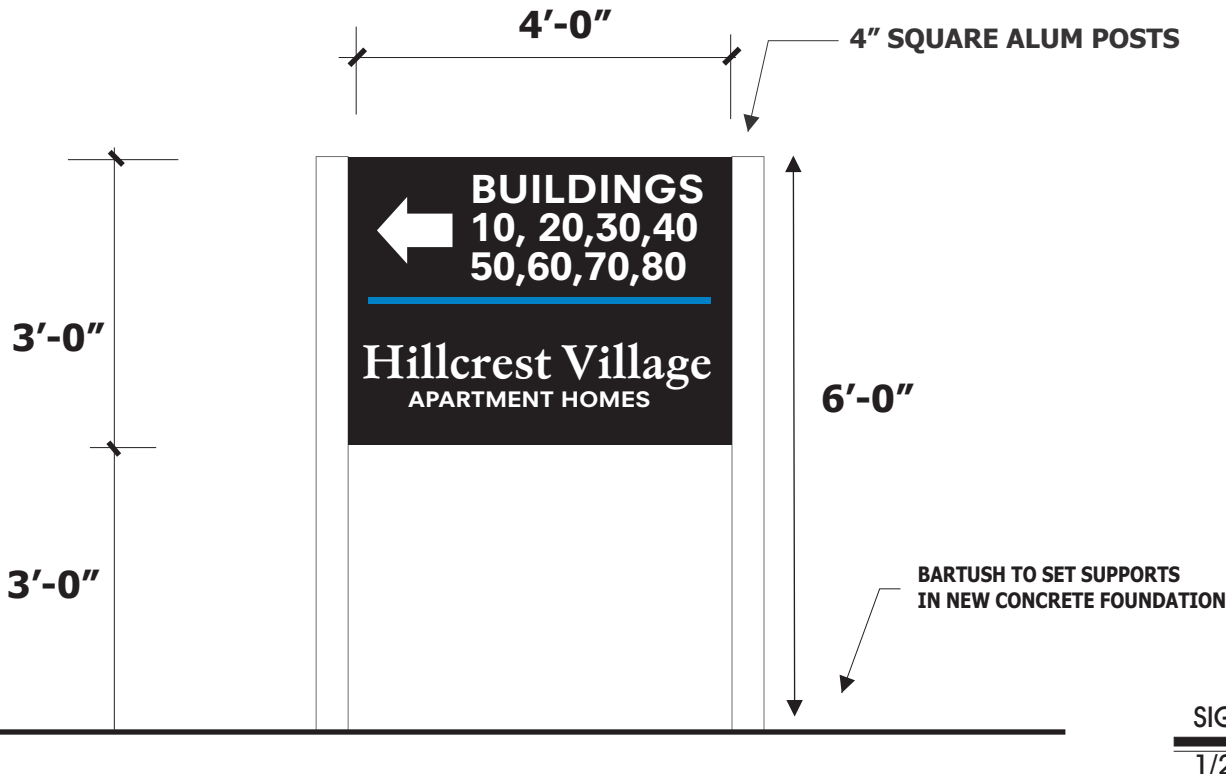 4’-0”
4” SQUARE ALUM POSTS
BUILDINGS
10, 20,30,40
50,60,70,80
3’-0”
Hillcrest Village
APARTMENT HOMES
6’-0”
3’-0”
BARTUSH TO SET SUPPORTS
IN NEW CONCRETE FOUNDATION